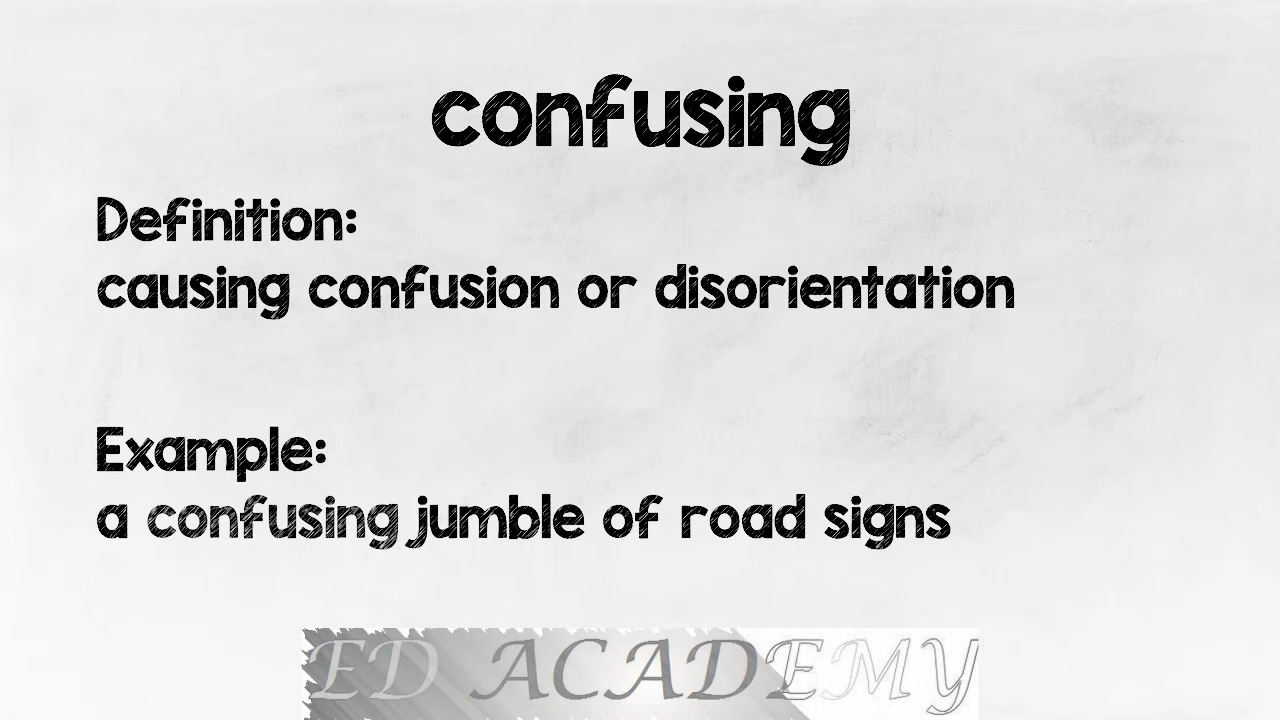 confusing
Definition:
causing confusion or disorientation
Example:
a confusing jumble of road signs
ED ACADEMY